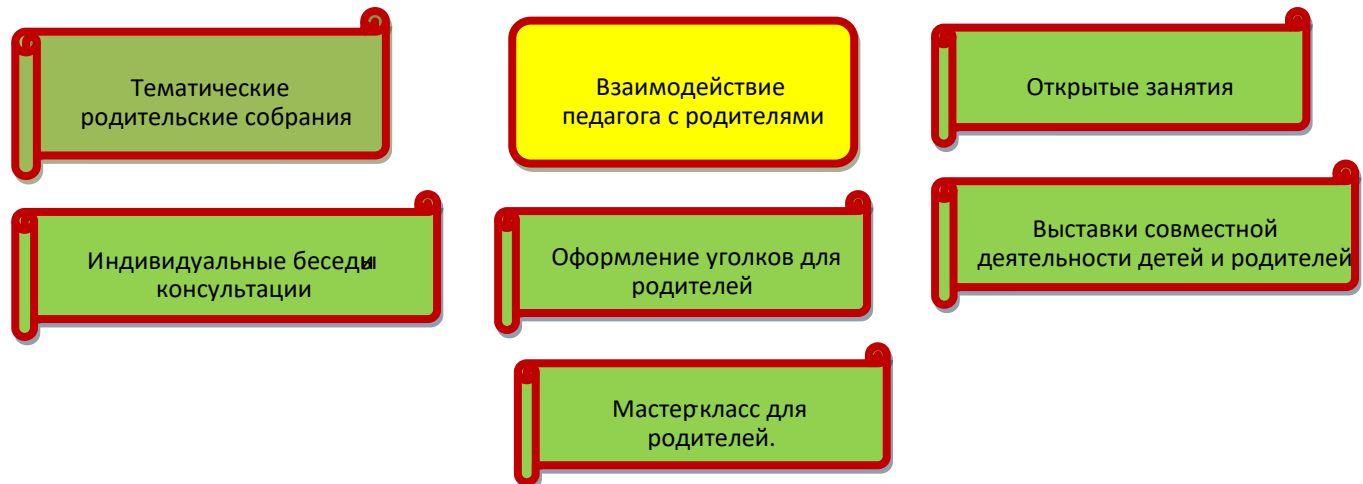 Тематические
родительские собрания
Взаимодействие
педагога с родителями
Открытые занятия
Индивидуальные беседы и
консультации
Оформление уголков для
родителей
Выставки совместной
деятельности детей и родителей
Мастер-класс для
родителей.